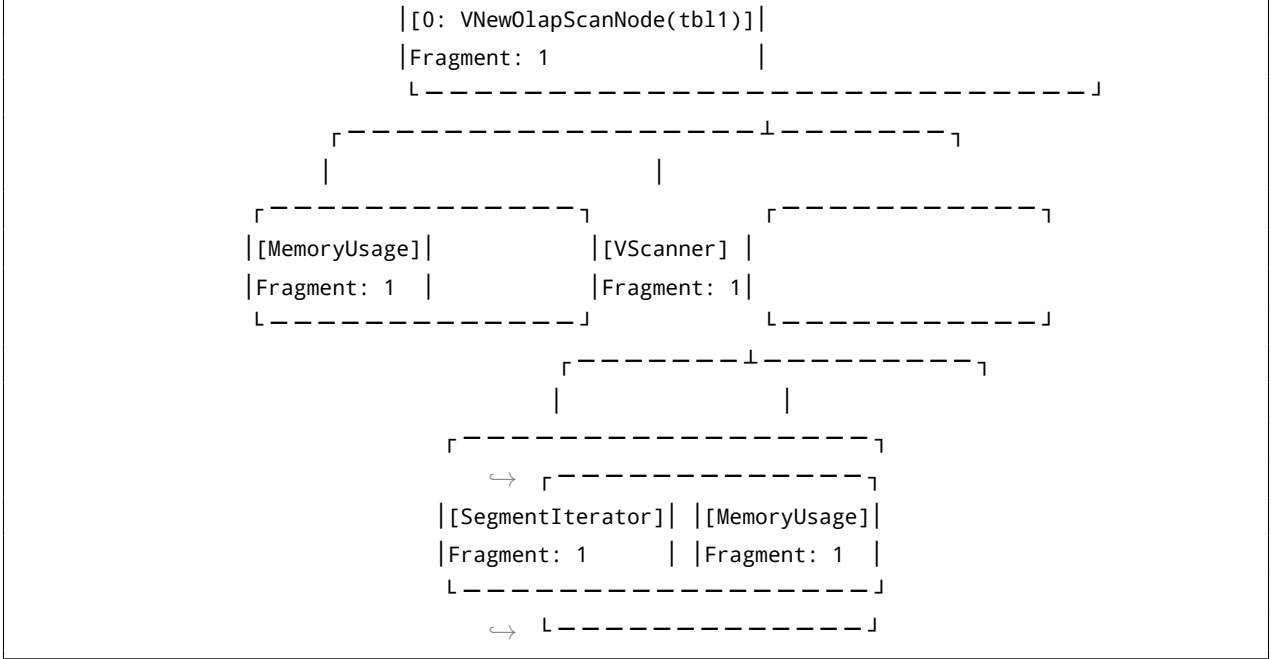 │[0: VNewOlapScanNode(tbl1)]│
│Fragment: 1                │
└───────────────────────────┘
┌─────────────────┴───────┐
│                         │
┌─────────────┐       ┌───────────┐
│[MemoryUsage]│       │[VScanner] │
│Fragment: 1  │       │Fragment: 1│
└─────────────┘       └───────────┘
┌───────┴─────────┐
│                 │
┌─────────────────┐
↪ ┌─────────────┐
│[SegmentIterator]│ │[MemoryUsage]│
│Fragment: 1      │ │Fragment: 1  │
└─────────────────┘
↪ └─────────────┘